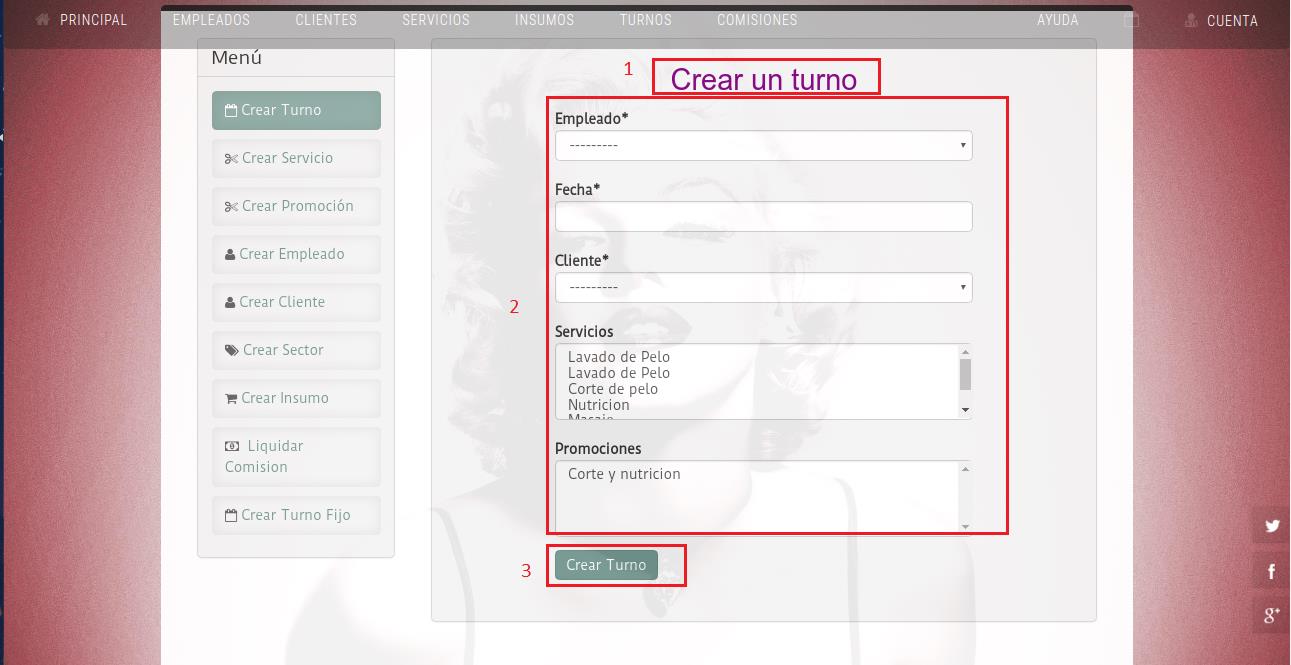 PRINCIPAL EMPLEADOS CLIENTES SERVICIOS INSUMOS TURNOS COMISIONES AYUDA CUENTA
Menú
Crear Turno
Crear Servicio
Crear Promoción
Crear Empleado
Crear Cliente
Crear Sector
Crear Insumo
Liquidar
Comision
Crear Turno Fijo
1 Crear un turno
2
Empleado*
---------
Fecha*
Cliente*
---------
Servicios
Lavado de Pelo
Lavado de Pelo
Corte de pelo
Nutricion
Masaje
Promociones
Corte y nutricion
3 Crear Turno